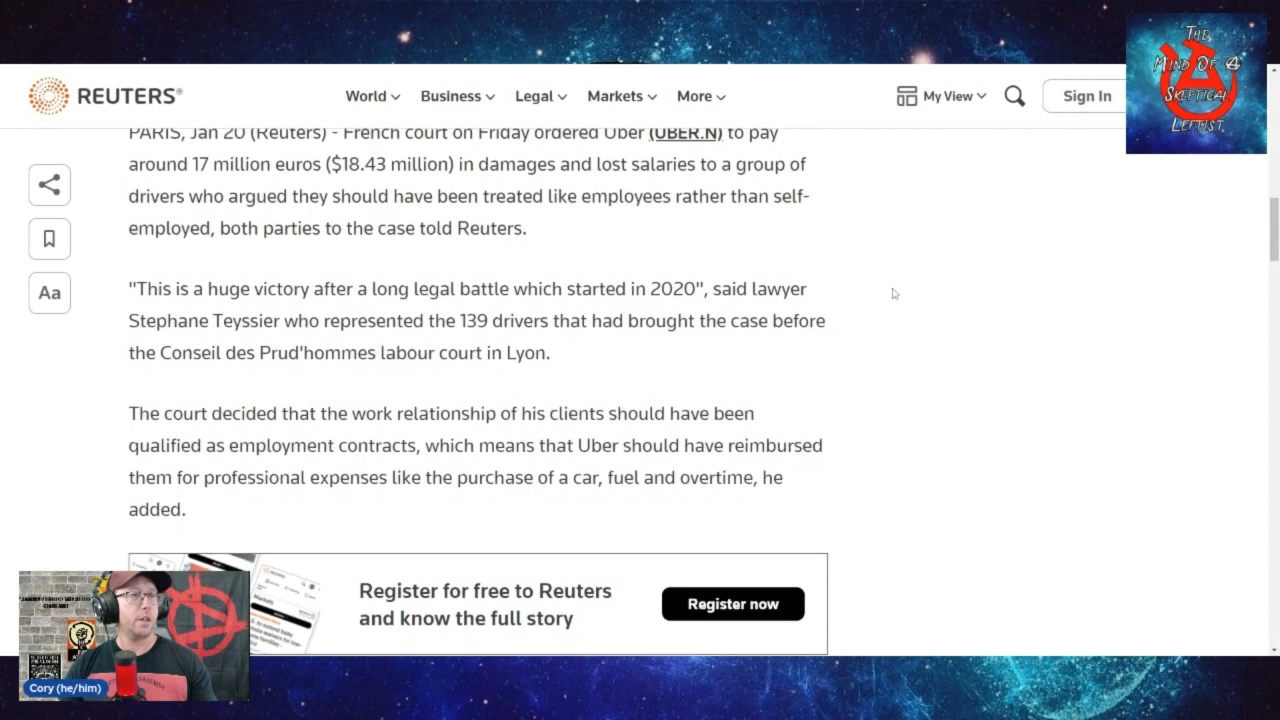 THE
MIND OF A
SKEPTICAL
LEFTIST
REUTERS®
World
Business
Legal
Markets
More
My View
Sign In
PARIS, Jan 20 (Reuters) - French court on Friday ordered Uber (UBER.N) to pay
around 17 million euros ($18.43 million) in damages and lost salaries to a group of
drivers who argued they should have been treated like employees rather than self-
employed, both parties to the case told Reuters.
Aa
"This is a huge victory after a long legal battle which started in 2020", said lawyer
Stephane Teyssier who represented the 139 drivers that had brought the case before
the Conseil des Prud'hommes labour court in Lyon.
The court decided that the work relationship of his clients should have been
qualified as employment contracts, which means that Uber should have reimbursed
them for professional expenses like the purchase of a car, fuel and overtime, he
added.
Register for free to Reuters
and know the full story
Register now
Cory (he/him)